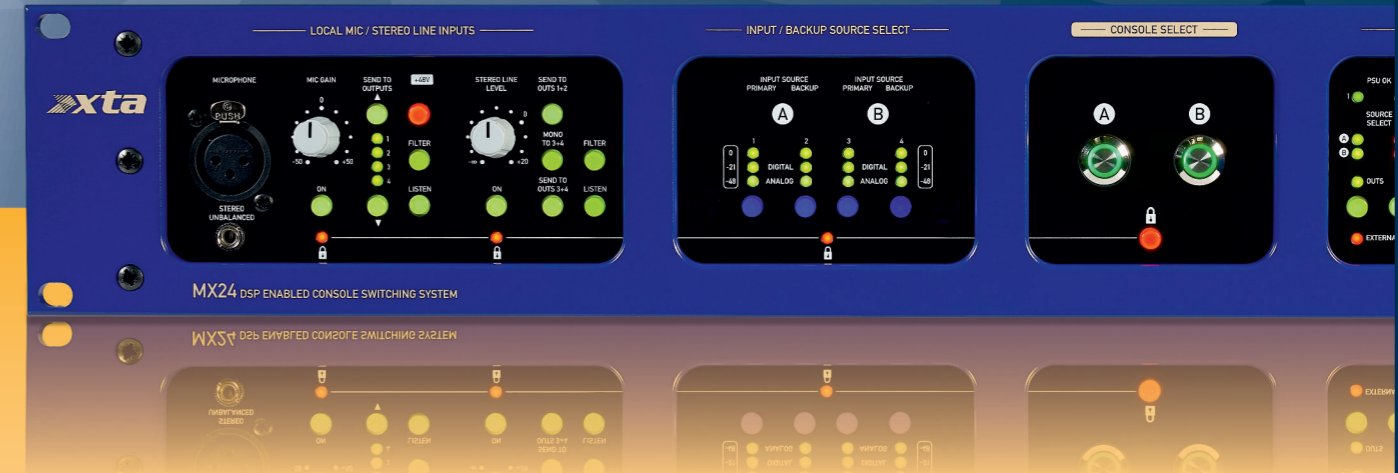 LOCAL MIC / STEREO LINE INPUTS
INPUT / BACKUP SOURCE SELECT
CONSOLE SELECT
xta
MICROPHONE
MIC GAIN
SEND TO
OUTPUTS
+48V
STEREO LINE
LEVEL
SEND TO
OUTS 1+2
PUSH
0
-50
+50
1
2
3
4
FILTER
ON
LISTEN
0
-∞
+20
MONO
TO 3+4
FILTER
SEND TO
OUTS 3+4
LISTEN
ON
STEREO
UNBALANCED
INPUT SOURCE
PRIMARY BACKUP
INPUT SOURCE
PRIMARY BACKUP
A
B
1
2
3
4
0
-21
-48
DIGITAL
ANALOG
DIGITAL
ANALOG
0
-21
-48
A
B
PSU OK
1
SOURCE
SELECT
A
B
OUTS
EXTERNA
MX24 DSP ENABLED CONSOLE SWITCHING SYSTEM